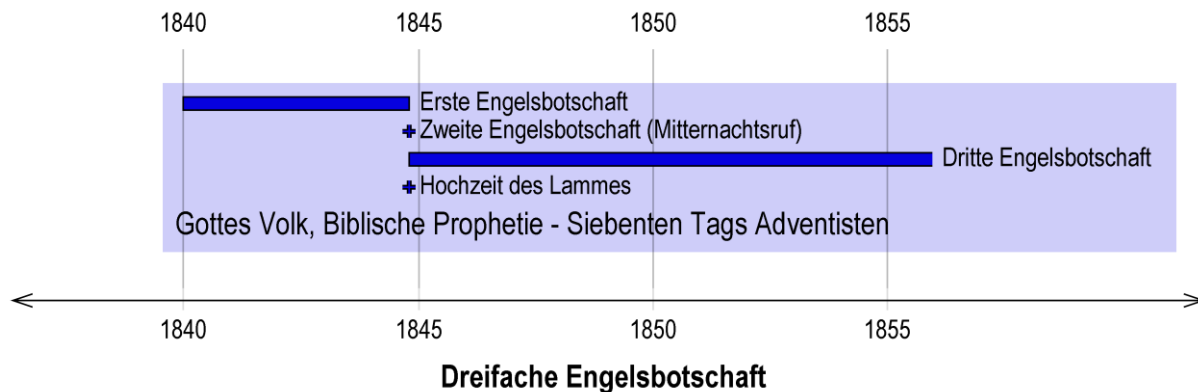 1840 1845 1850 1855
Erste Engelsbotschaft
Zweite Engelsbotschaft (Mitternachtsruf)
Dritte Engelsbotschaft
Hochzeit des Lammes
Gottes Volk, Biblische Prophetie - Siebenten Tags Adventisten
1840 1845 1850 1855
Dreifache Engelsbotschaft